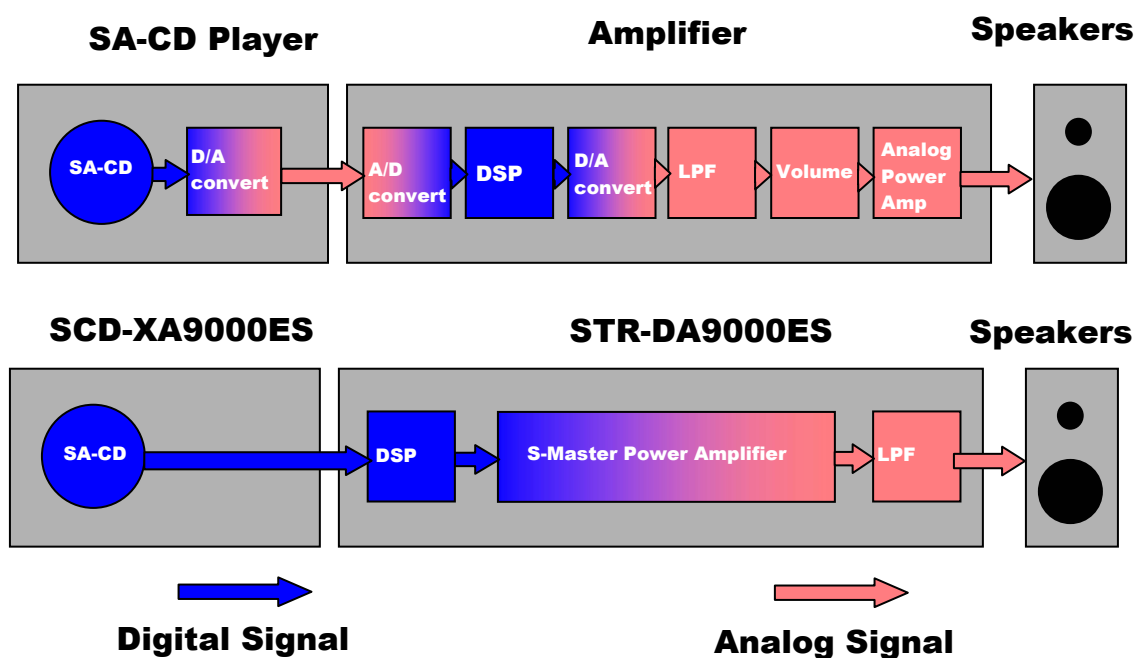 SA-CD Player
Amplifier
Speakers
SA-CD
D/A
convert
A/D
convert
DSP
D/A
convert
LPF
Volume
Analog
Power
Amp
SCD-XA9000ES
STR-DA9000ES
Speakers
SA-CD
DSP
S-Master Power Amplifier
LPF
Digital Signal
Analog Signal